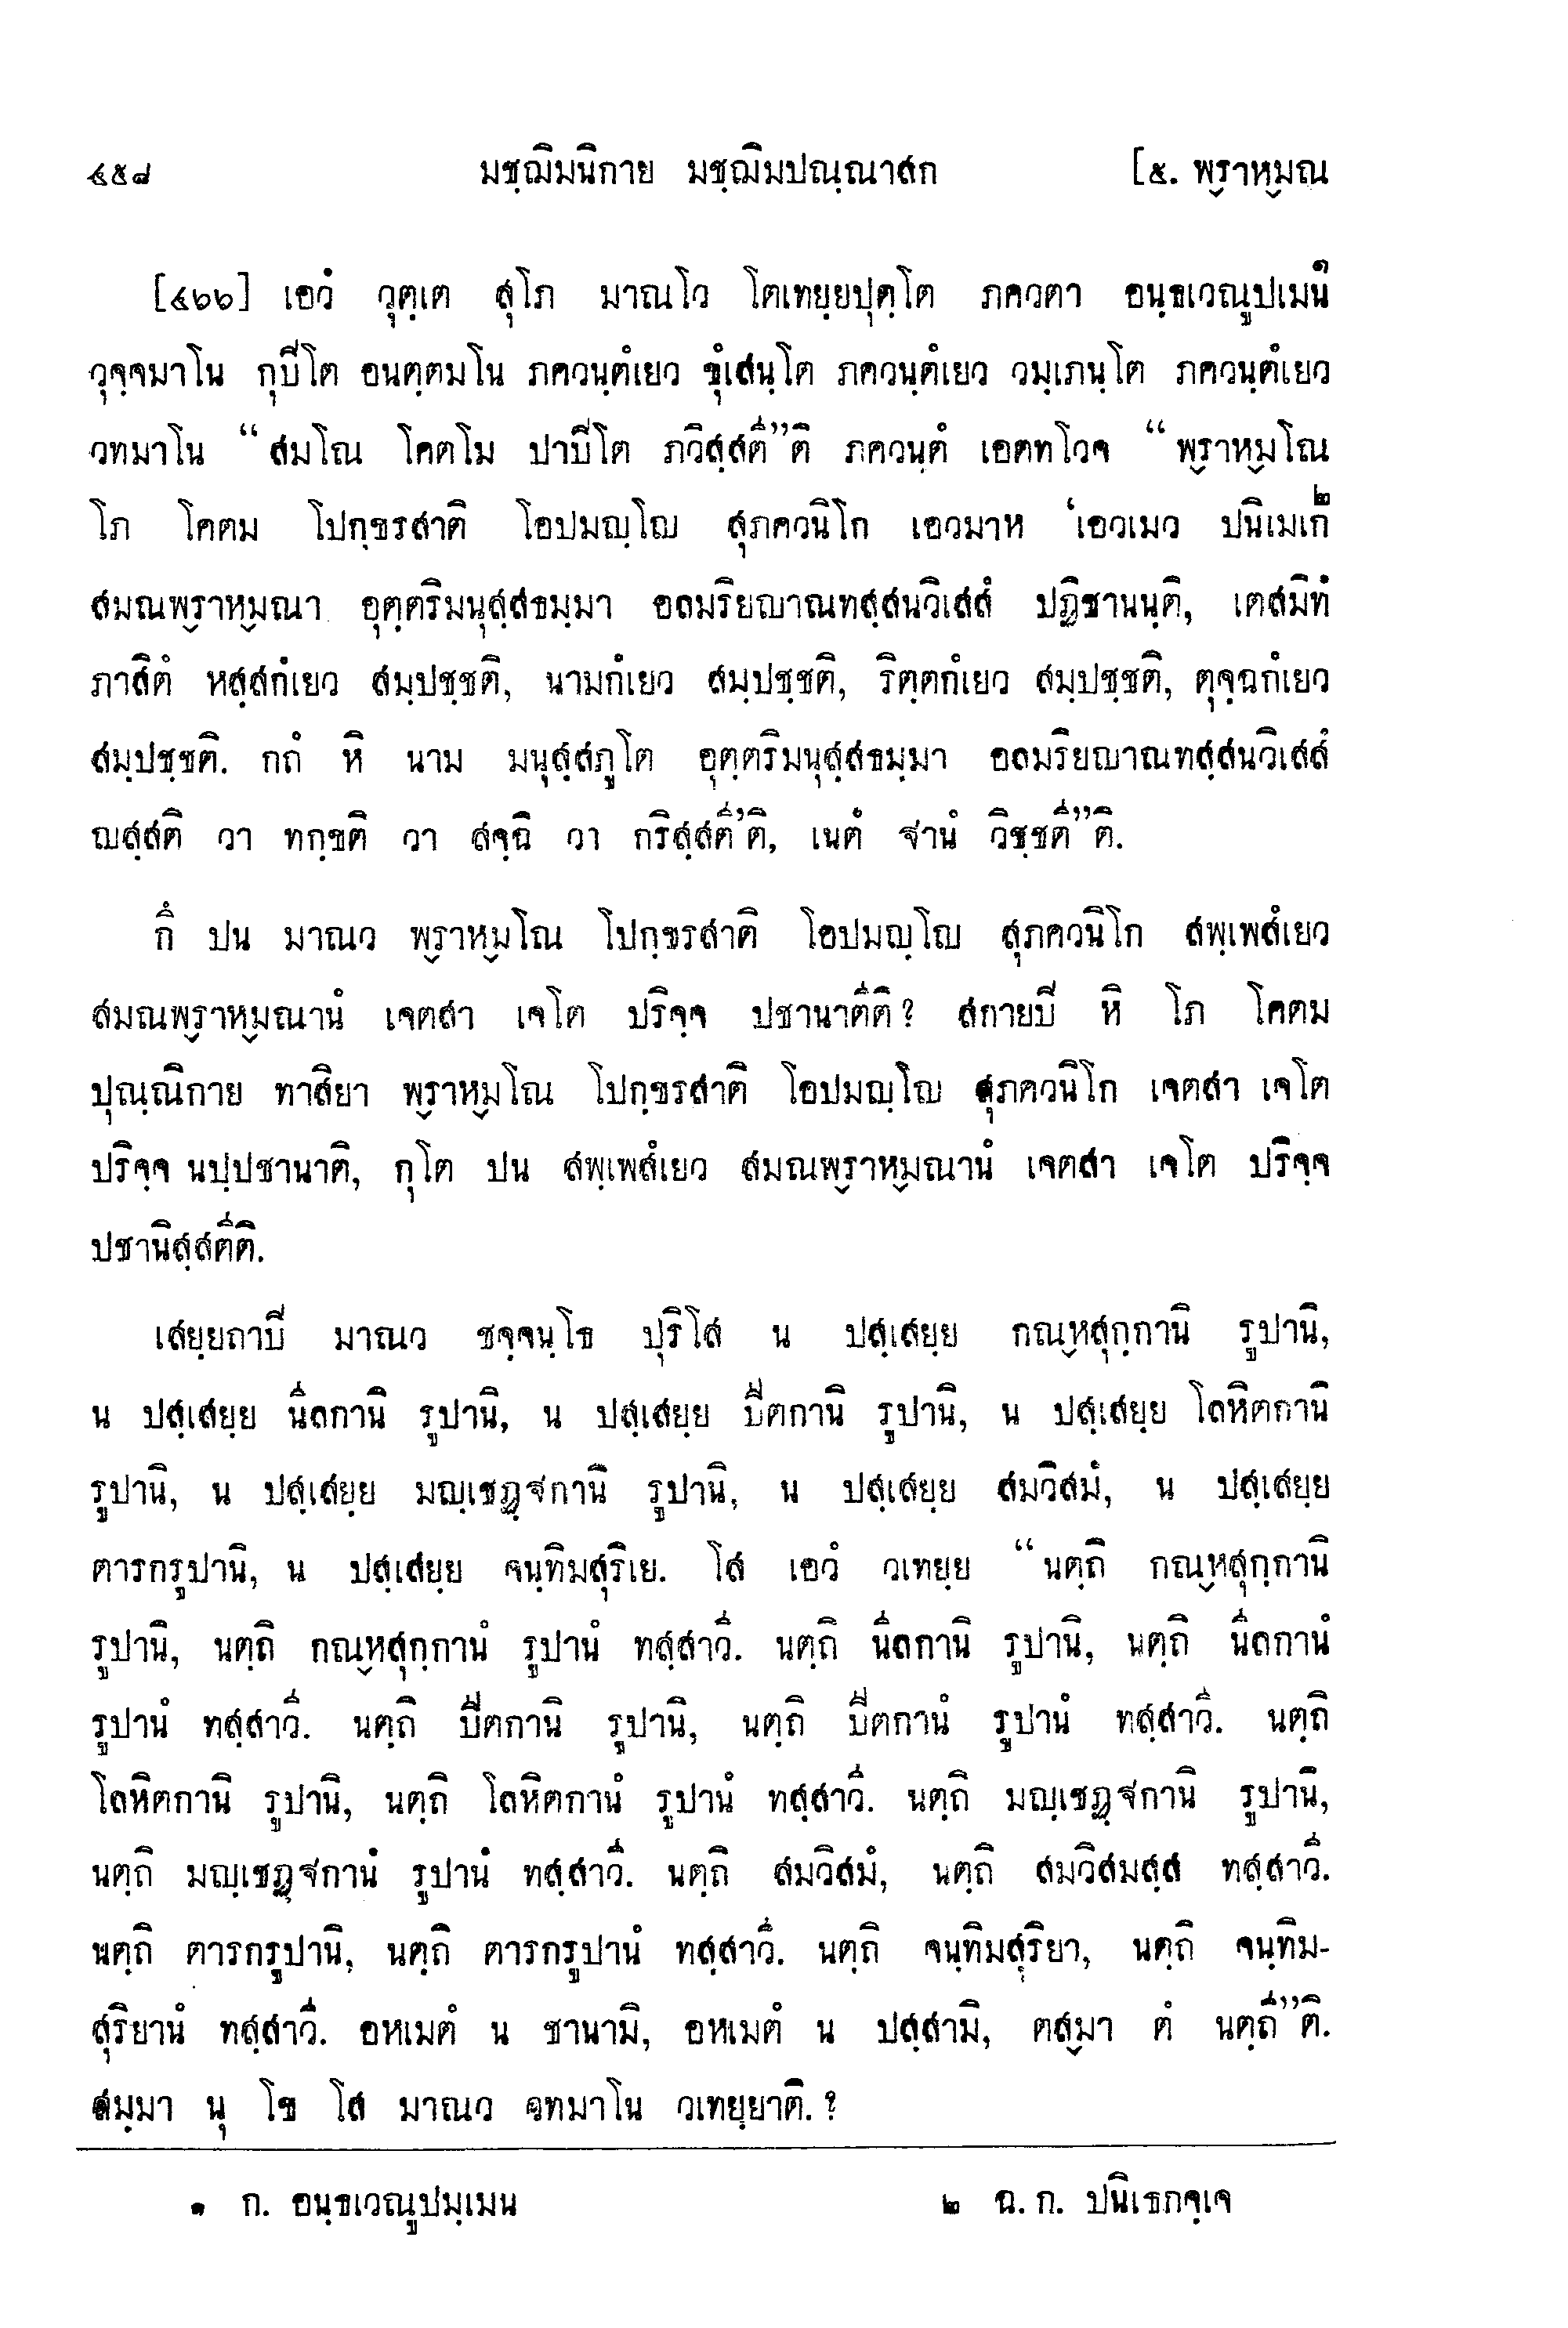 ๔๕๘ มชฺฌิมนิกาย มชฺฌิมปณฺณาสก [๕. พฺราหฺมณ
[๔๖๖] เอวํ วุตฺเต สุโภ มาณโว โตเทยฺยปุตฺโต ภควตา อนฺธเวณูปเมน๑
วุจฺจมาโน กุปิโต อนตฺตมโน ภควนฺตํเยว ขุํเสนฺโต ภควนฺตํเยว วมฺเภนฺโต ภควนฺตํเยว
วทมาโน “สมโณ โคตโม ปาปิโต ภวิสฺสตี”ติ ภควนฺตํ เอตทโวจ “พฺราหฺมโณ
โภ โคตม โปกฺขรสาติ โอปมญฺโญ สุภควนิโก เอวมาห ‘เอวเมว ปนิเมเก๒
สมณพฺราหฺมณา อุตฺตริมนุสฺสธมฺมา อลมริยญาณทสฺสนวิเสสํ ปฏิชานนฺติ, เตสมิทํ
ภาสิตํ หสฺสกํเยว สมฺปชฺชติ, นามกํเยว สมฺปชฺชติ, ริตฺตกํเยว สมฺปชฺชติ, ตุจฺฉกํเยว
สมฺปชฺชติ. กถํ หิ นาม มนุสฺสภูโต อุตฺตริมนุสฺสธมฺมา อลมริยญาณทสฺสนวิเสสํ
ญสฺสติ วา ทกฺขติ วา สจฺฉิ วา กริสฺสตี’ติ, เนตํ ฐานํ วิชฺชตี”ติ.
กึ ปน มาณว พฺราหฺมโณ โปกฺขรสาติ โอปมญฺโญ สุภควนิโก สพฺเพสํเยว
สมณพฺราหฺมณานํ เจตสา เจโต ปริจฺจ ปชานาตีติ? สกายปิ หิ โภ โคตม
ปุณฺณิกาย ทาสิยา พฺราหฺมโณ โปกฺขรสาติ โอปมญฺโญ สุภควนิโก เจตสา เจโต
ปริจฺจ นปฺปชานาติ, กุโต ปน สพฺเพสํเยว สมณพฺราหฺมณานํ เจตสา เจโต ปริจฺจ
ปชานิสฺสตีติ.
เสยฺยถาปิ มาณว ชจฺจนฺโธ ปุริโส น ปสฺเสยฺย กณฺหสุกฺกานิ รูปานิ,
น ปสฺเสยฺย นีลกานิ รูปานิ, น ปสฺเสยฺย ปีตกานิ รูปานิ, น ปสฺเสยฺย โลหิตกานิ
รูปานิ, น ปสฺเสยฺย มญฺเชฏฺฐกานิ รูปานิ, น ปสฺเสยฺย สมวิสมํ, น ปสฺเสยฺย
ตารกรูปานิ, น ปสฺเสยฺย จนฺทิมสุริเย. โส เอวํ วเทยฺย “นตฺถิ กณฺหสุกฺกานิ
รูปานิ, นตฺถิ กณฺหสุกฺกานํ รูปานํ ทสฺสาวี. นตฺถิ นีลกานิ รูปานิ, นตฺถิ นีลกานํ
รูปานํ ทสฺสาวี. นตฺถิ ปีตกานิ รูปานิ, นตฺถิ ปีตกานํ รูปานํ ทสฺสาวี. นตฺถิ
โลหิตกานิ รูปานิ, นตฺถิ โลหิตกานํ รูปานํ ทสฺสาวี. นตฺถิ มญฺเชฏฺฐกานิ รูปานิ,
นตฺถิ มญฺเชฏฺฐกานํ รูปานํ ทสฺสาวี. นตฺถิ สมวิสมํ, นตฺถิ สมวิสมสฺส ทสฺสาวี.
นตฺถิ ตารกรูปานิ, นตฺถิ ตารกรูปานํ ทสฺสาวี. นตฺถิ จนฺทิมสุริยา, นตฺถิ จนฺทิม-
สุริยานํ ทสฺสาวี. อหเมตํ น ชานามิ, อหเมตํ น ปสฺสามิ, ตสฺมา ตํ นตฺถี”ติ.
สมฺมา นุ โข โส มาณว วทมาโน วเทยฺยาติ.?
๑ ก. อนฺธเวณูปมฺเมน ๒ ฉ. ก. ปนิเธกจฺเจ